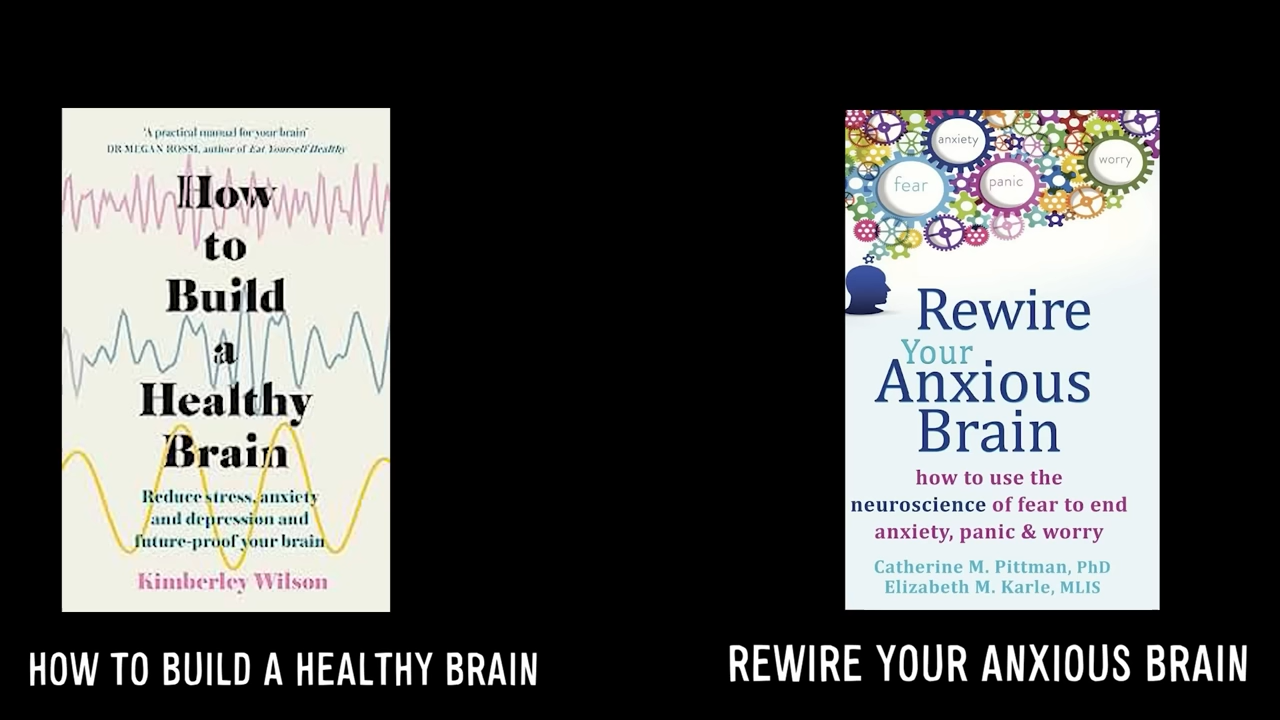 'A practical manual for your brain'
DR MEGAN ROSSI, author of Eat Yourself Healthy
How
to
Build
a
Healthy
Brain
Reduce stress, anxiety
and depression and
future-proof your brain
Kimberley Wilson
HOW TO BUILD A HEALTHY BRAIN
anxiety
worry
fear
panic
Rewire
Your
Anxious
Brain
how to use the
neuroscience of fear to end
anxiety, panic & worry
Catherine M. Pittman, PhD
Elizabeth M. Karle, MLIS
REWIRE YOUR ANXIOUS BRAIN